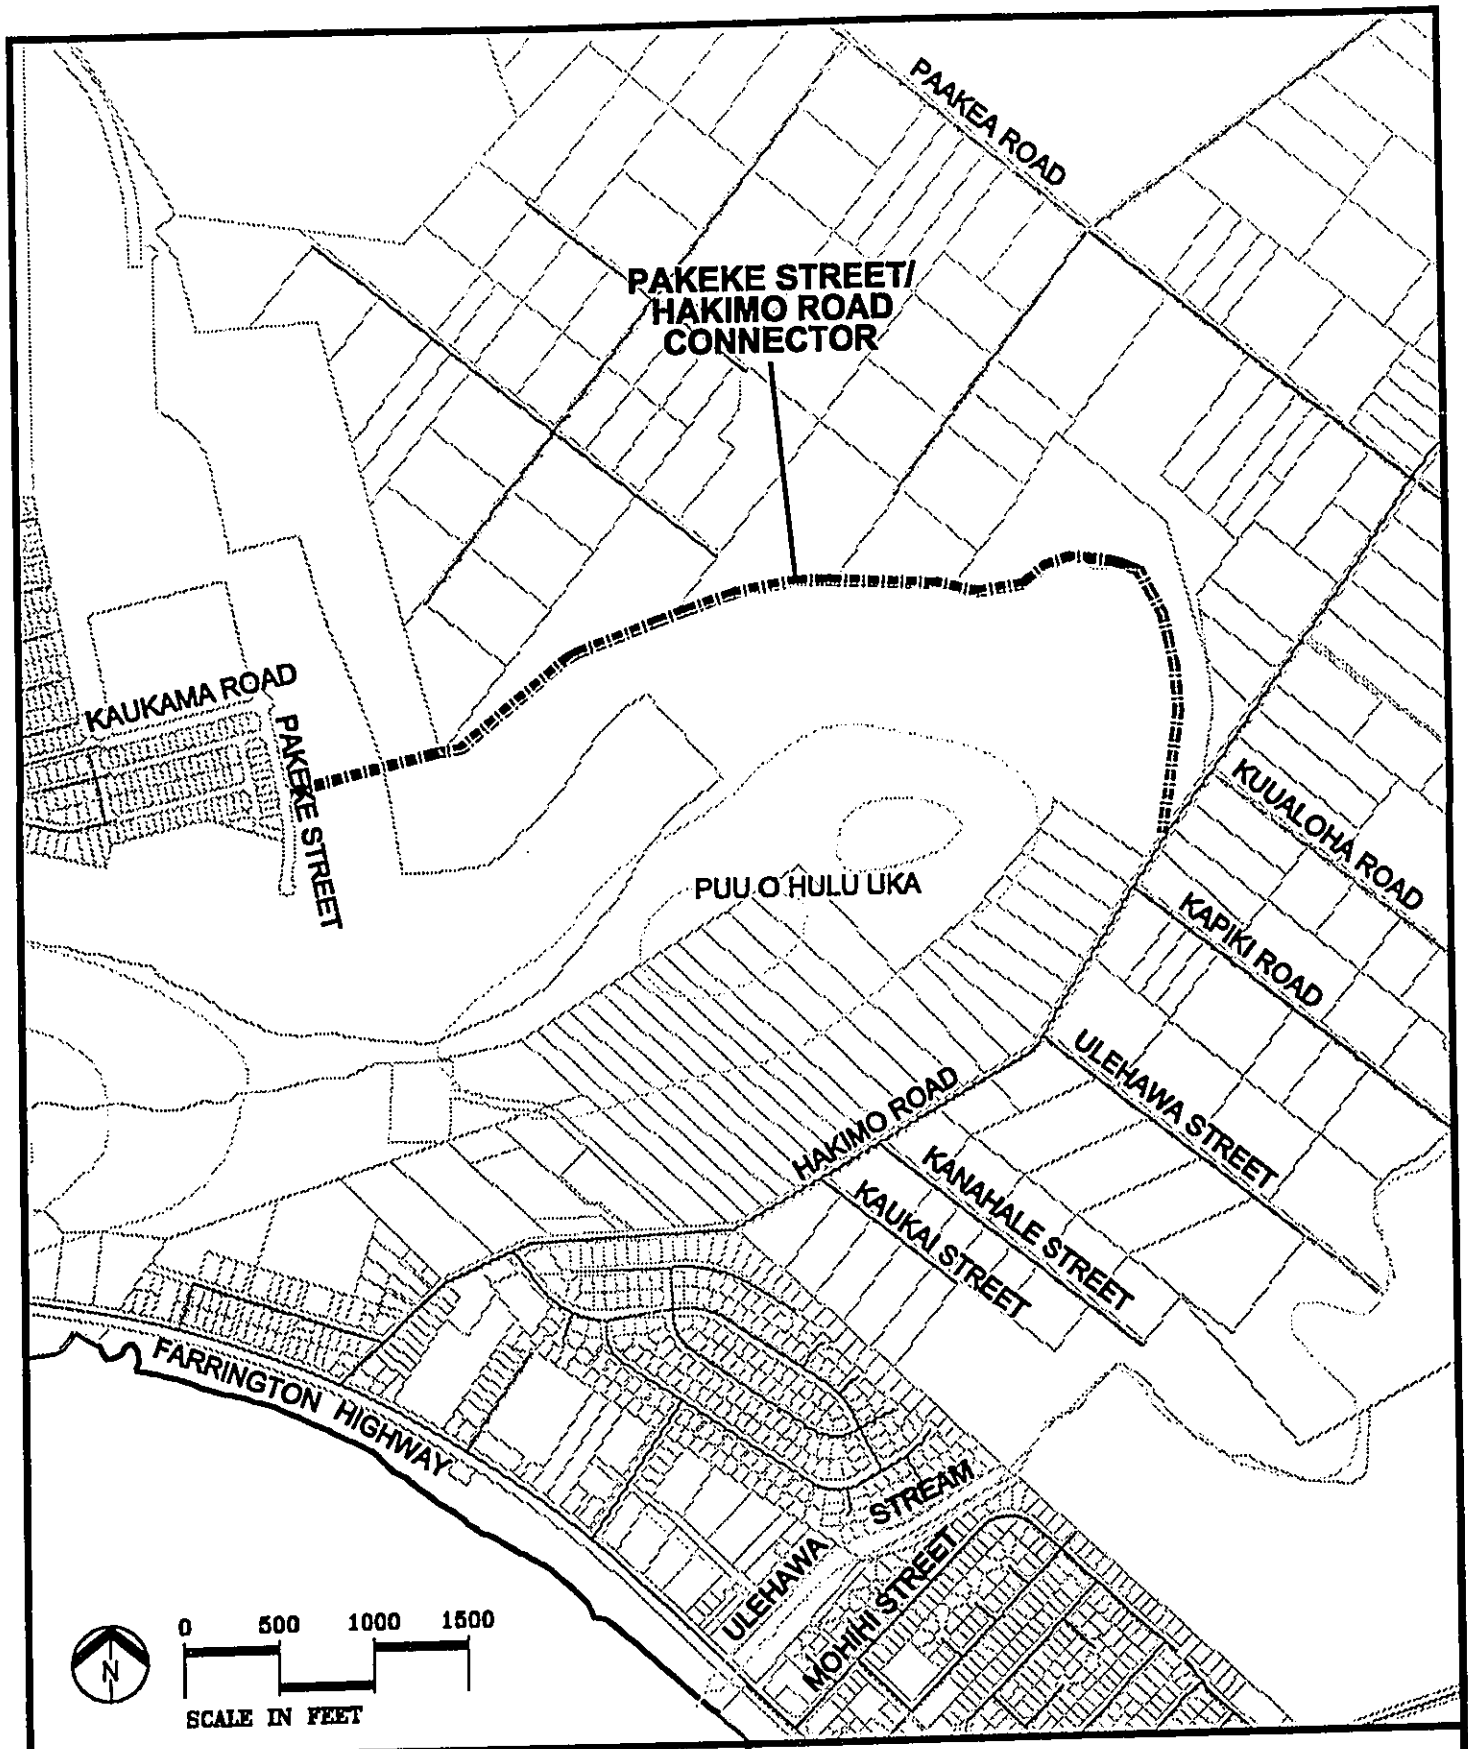 PAAKEA ROAD
PAKEKE STREET/
HAKIMO ROAD
CONNECTOR
KAUKAMA ROAD
PAKEKE STREET
KUUALOHA ROAD
PUU O HULU UKA
KAPIKI ROAD
ULEHAWA STREET
HAKIMO ROAD
KANAHALE STREET
KAUKAI STREET
FARRINGTON HIGHWAY
ULEHAWA STREAM
MOHIHI STREET
N
0 500 1000 1500
SCALE IN FEET